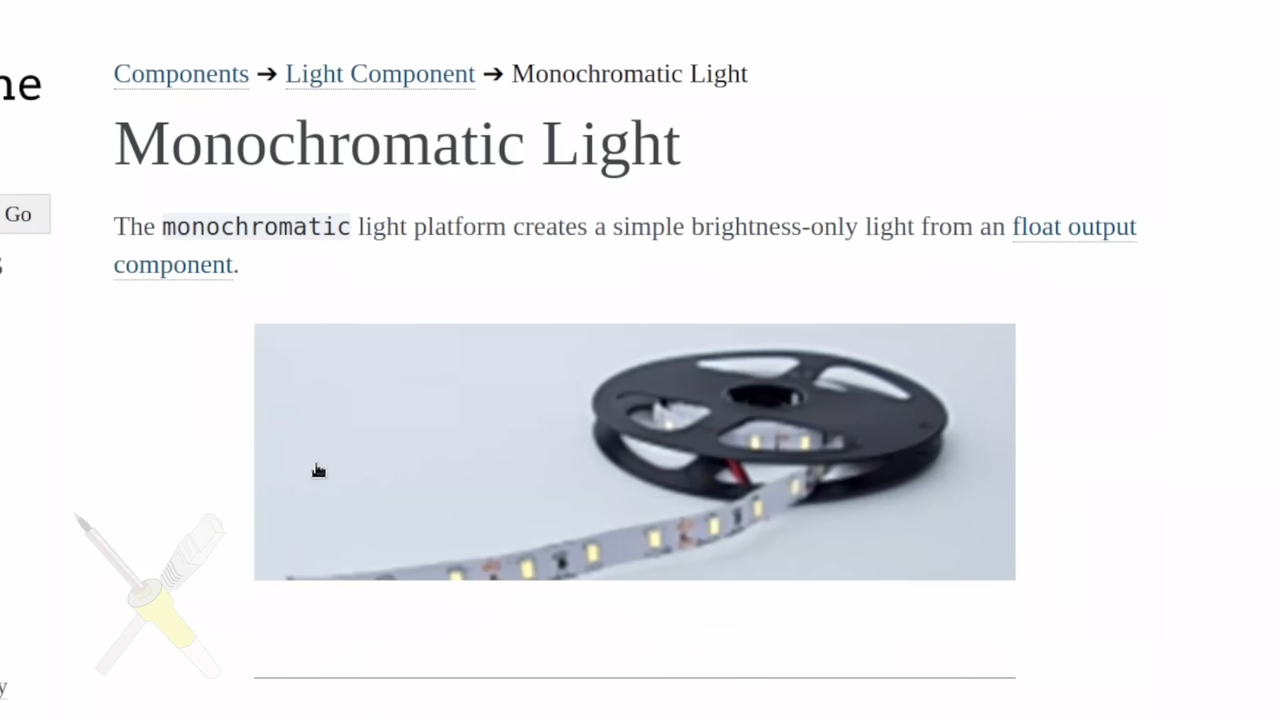 Components ➔ Light Component ➔ Monochromatic Light
Monochromatic Light
Go
The monochromatic light platform creates a simple brightness-only light from an float output
component.